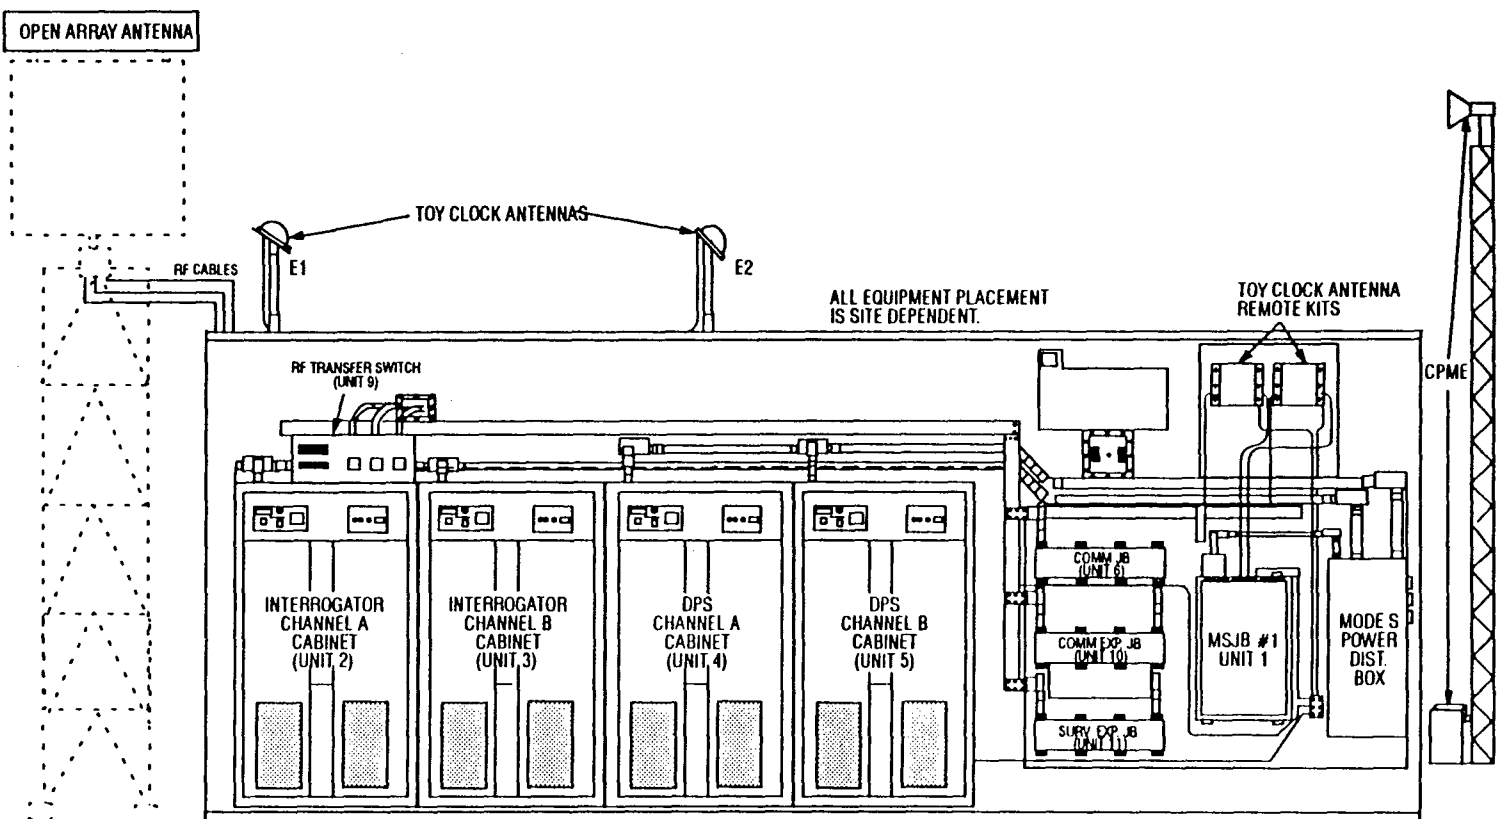 OPEN ARRAY ANTENNA
TOY CLOCK ANTENNAS
E1
E2
RF CABLES
ALL EQUIPMENT PLACEMENT
IS SITE DEPENDENT.
TOY CLOCK ANTENNA
REMOTE KITS
CPME
RF TRANSFER SWITCH
(UNIT 9)
INTERROGATOR
CHANNEL A
CABINET
(UNIT 2)
INTERROGATOR
CHANNEL B
CABINET
(UNIT 3)
DPS
CHANNEL A
CABINET
(UNIT 4)
DPS
CHANNEL B
CABINET
(UNIT 5)
COMM JB
(UNIT 6)
COMM EXP JB
(UNIT 10)
SURV EXP JB
(UNIT 11)
MSJB #1
UNIT 1
MODE S
POWER
DIST.
BOX